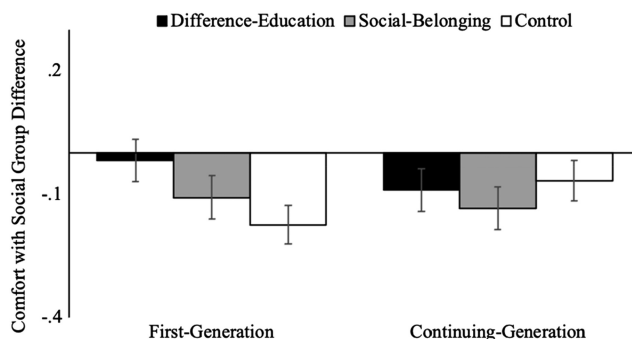 Difference-Education Social-Belonging Control
Comfort with Social Group Difference
.2
-.1
-.4
First-Generation Continuing-Generation